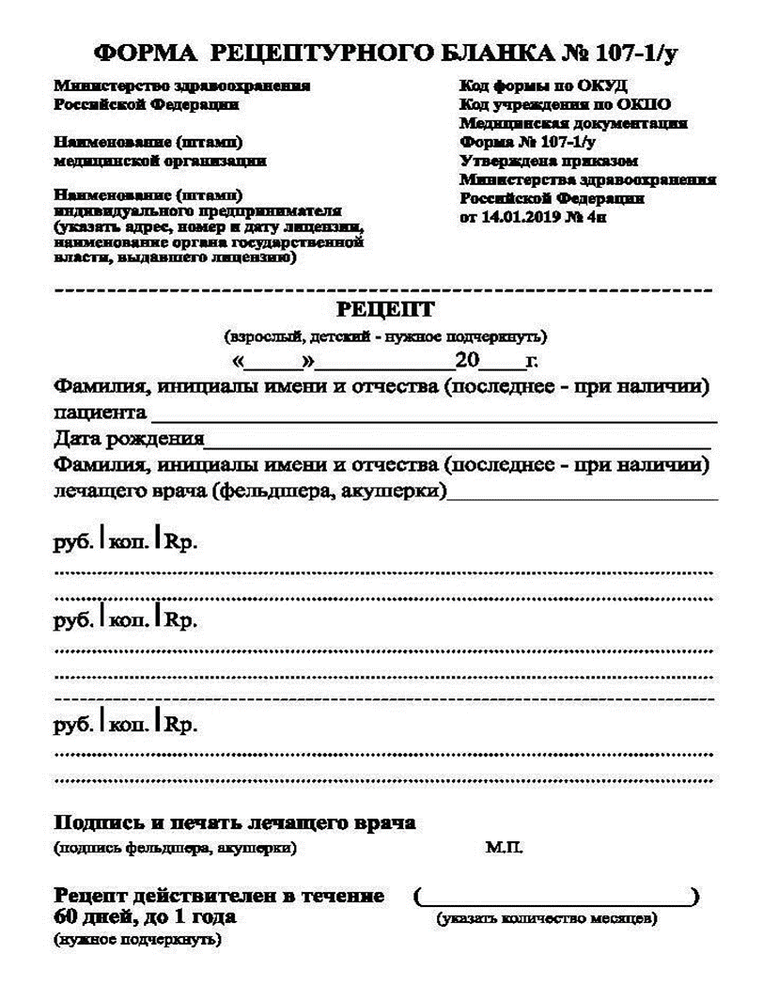 ФОРМА РЕЦЕПТУРНОГО БЛАНКА № 107-1/у
Министерство здравоохранения
Российской Федерации
Наименование (штамп)
медицинской организации
Наименование (штамп)
индивидуального предпринимателя
(указать адрес, номер и дату лицензии,
наименование органа государственной
власти, выдавшего лицензию)
Код формы по ОКУД
Код учреждения по ОКПО
Медицинская документация
Форма № 107-1/у
Утверждена приказом
Министерства здравоохранения
Российской Федерации
от 14.01.2019 № 4н
РЕЦЕПТ
(взрослый, детский - нужное подчеркнуть)
«_____»_____________20____г.
Фамилия, инициалы имени и отчества (последнее - при наличии)
пациента
Дата рождения
Фамилия, инициалы имени и отчества (последнее - при наличии)
лечащего врача (фельдшера, акушерки)
руб. | коп. | Rp.
руб. | коп. | Rp.
руб. | коп. | Rp.
Подпись и печать лечащего врача
(подпись фельдшера, акушерки) М.П.
Рецепт действителен в течение (_________________________)
60 дней, до 1 года (указать количество месяцев)
(нужное подчеркнуть)